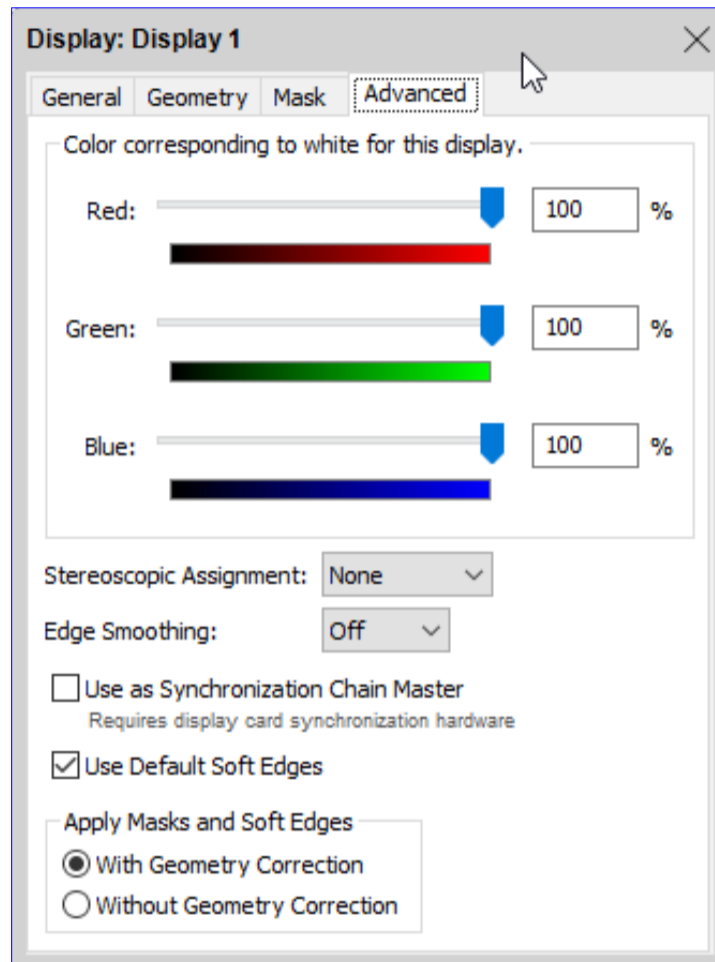 Display: Display 1
General Geometry Mask Advanced
Color corresponding to white for this display.
Red: 100 %
Green: 100 %
Blue: 100 %
Stereoscopic Assignment: None
Edge Smoothing: Off
Use as Synchronization Chain Master
Requires display card synchronization hardware
Use Default Soft Edges
Apply Masks and Soft Edges
With Geometry Correction
Without Geometry Correction